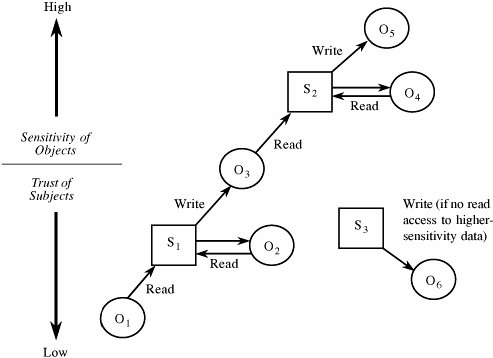 High
O5
Write
S2
O4
Read
Sensitivity of
Objects
Read
O3
Trust of
Subjects
Write
Write (if no read
access to higher-
sensitivity data)
S3
S1
O2
Read
O6
Read
O1
Low